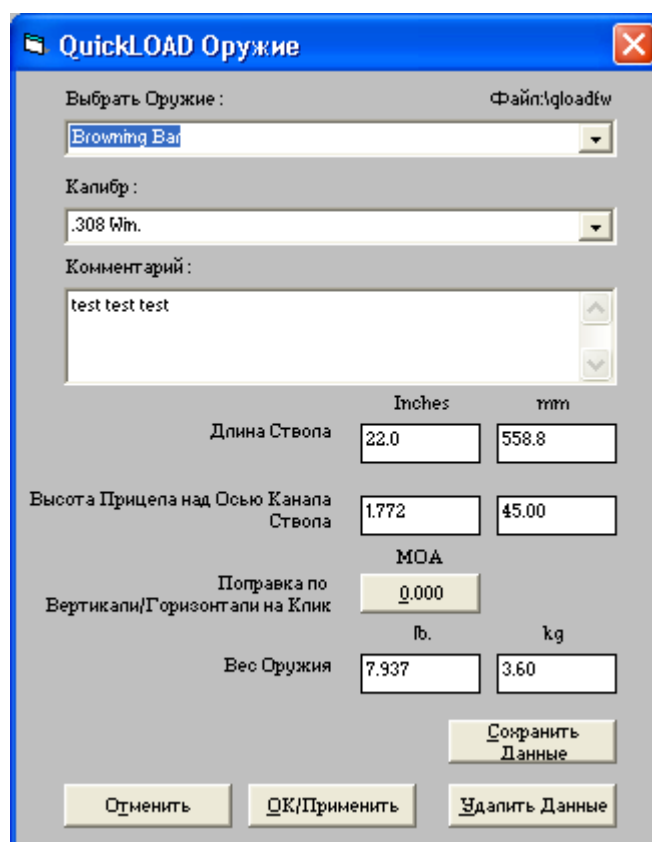 QuickLOAD Оружие
Выбрать Оружие : Файл:\qloadfw
Browning Bar
Калибр :
.308 Win.
Комментарий :
test test test
Inches mm
Длина Ствола 22.0 558.8
Высота Прицела над Осью Канала
Ствола 1.772 45.00
MOA
Поправка по
Вертикали/Горизонтали на Клик 0.000
lb. kg
Вес Оружия 7.937 3.60
Сохранить
Данные
Отменить ОК/Применить Удалить Данные